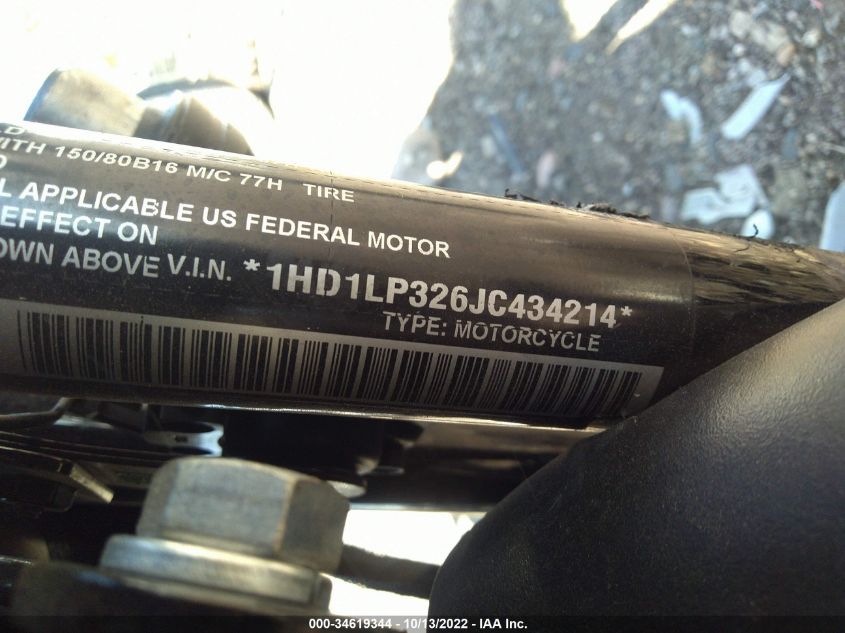 WITH 150/80B16 M/C 77H TIRE
APPLICABLE US FEDERAL MOTOR
EFFECT ON
ABOVE V.I.N. *1HD1LP326JC434214*
TYPE: MOTORCYCLE
000-34619344 | 10/13/2022 - IAA Inc.